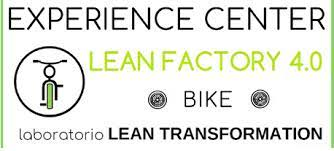 EXPERIENCE CENTER
LEAN FACTORY 4.0
BIKE
laboratorio LEAN TRANSFORMATION